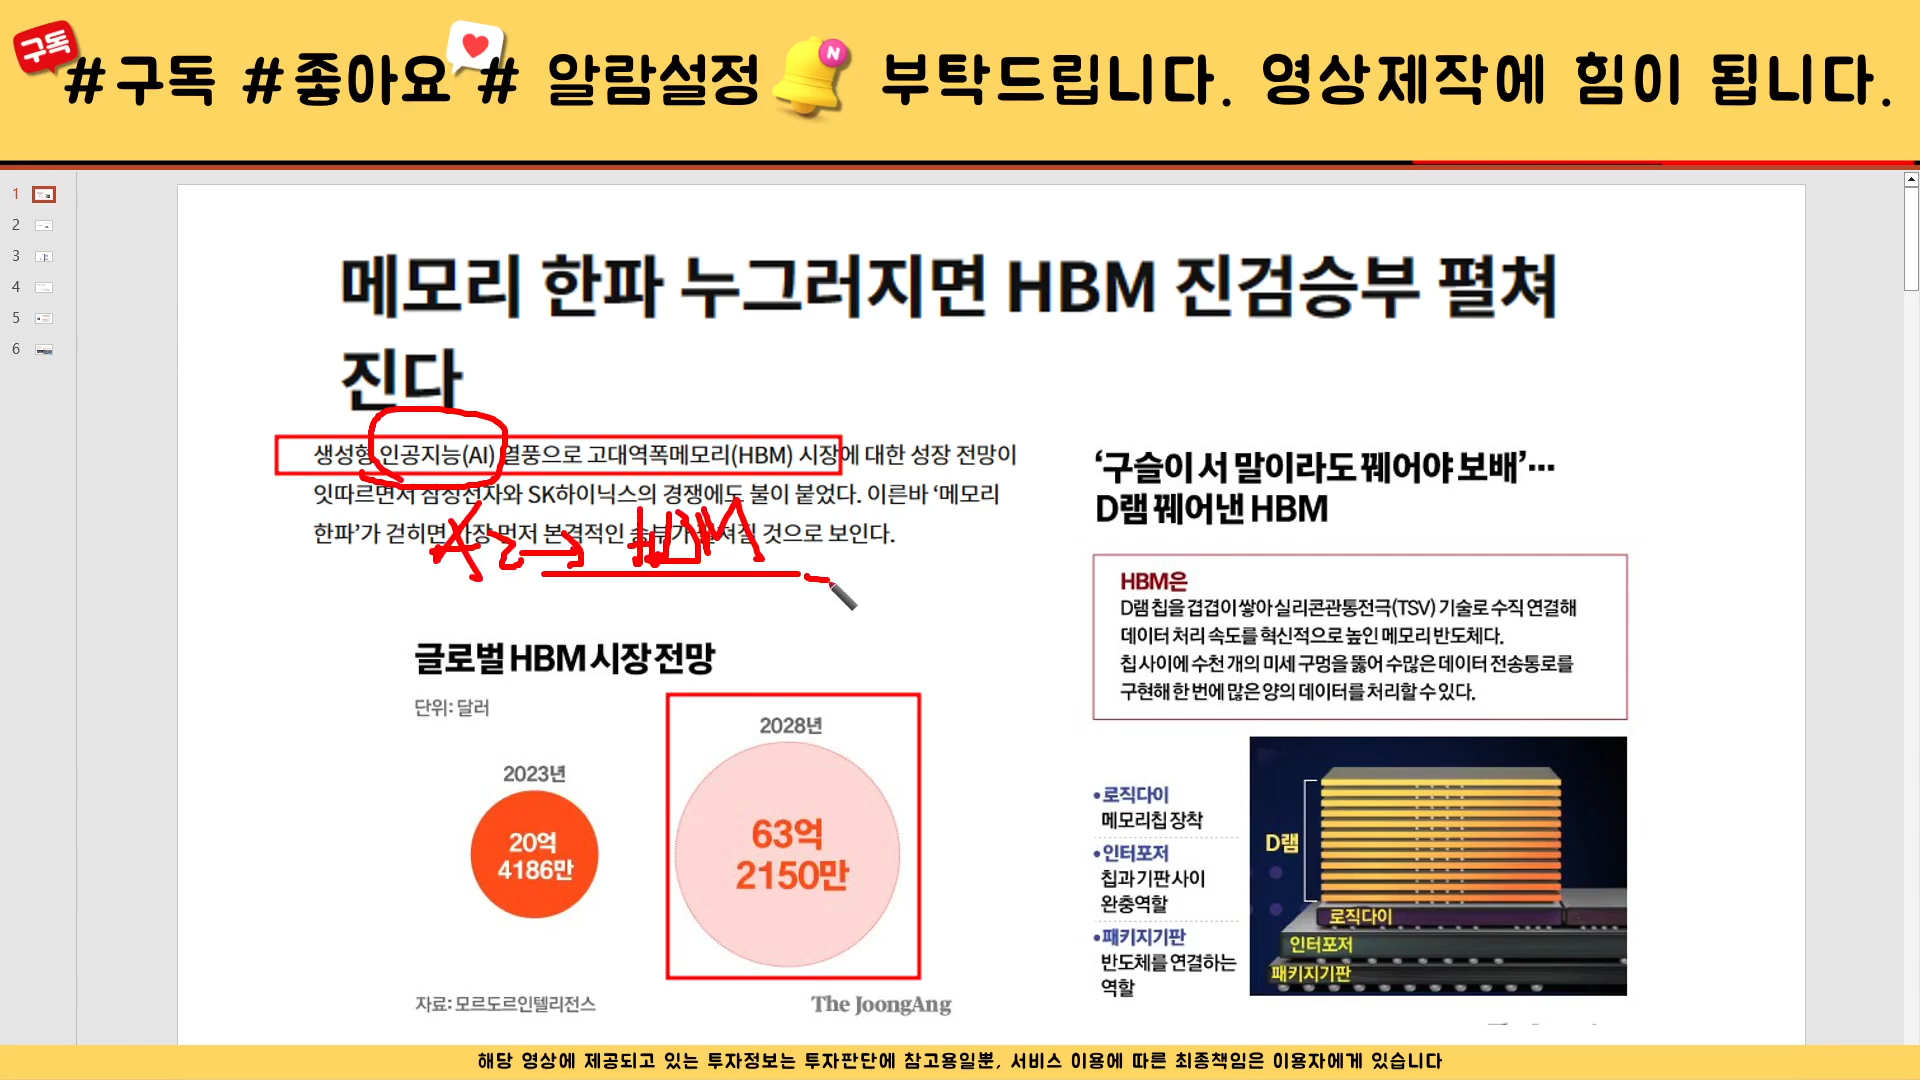 구독
#구독 #좋아요 # 알람설정 N 부탁드립니다. 영상제작에 힘이 됩니다.
1
2
3
4
5
6
메모리 한파 누그러지면 HBM 진검승부 펼쳐
진다
생성형 인공지능(AI) 열풍으로 고대역폭메모리(HBM) 시장에 대한 성장 전망이
잇따르면서 삼성전자와 SK하이닉스의 경쟁에도 불이 붙었다. 이른바 ‘메모리
한파’가 걷히면 가장 먼저 본격적인 승부가 펼쳐질 것으로 보인다.
HBM
글로벌 HBM 시장 전망
단위: 달러
2023년
20억
4186만
2028년
63억
2150만
자료: 모르도르인텔리전스
The JoongAng
‘구슬이 서 말이라도 꿰어야 보배’…
D램 꿰어낸 HBM
HBM은
D램 칩을 겹겹이 쌓아 실리콘관통전극(TSV) 기술로 수직 연결해
데이터 처리 속도를 혁신적으로 높인 메모리 반도체다.
칩 사이에 수천 개의 미세 구멍을 뚫어 수많은 데이터 전송통로를
구현해 한 번에 많은 양의 데이터를 처리할 수 있다.
•로직다이
메모리칩 장착
•인터포저
칩과 기판 사이
완충역할
•패키지기판
반도체를 연결하는
역할
D램
로직다이
인터포저
패키지기판
해당 영상에 제공되고 있는 투자정보는 투자판단에 참고용일뿐, 서비스 이용에 따른 최종책임은 이용자에게 있습니다